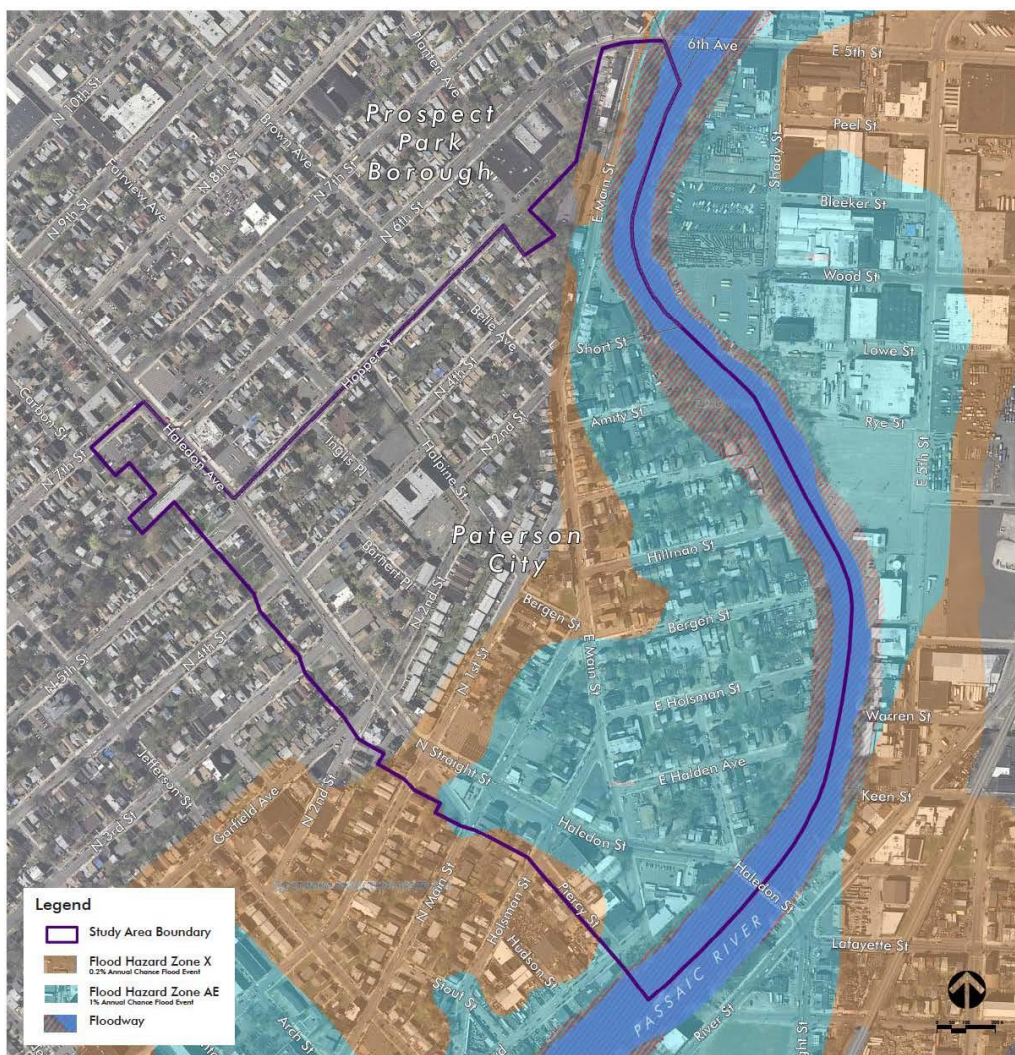 6th Ave
E 5th St
Planten Ave
N 10th St
Prospect
Park
Borough
Brown Ave
Peel St
Shady St
Fairview Ave
N 8th St
N 7th St
E Main St
Bleeker St
N 9th St
N 6th St
Wood St
Belle Ave
Short St
Lowe St
Hopper St
N 4th St
Carbon St
Amity St
Rye St
Haledon Ave
Inglis Pl
N 2nd St
E 5th St
N 7th St
Halpine St
Paterson
City
Hillman St
Barnert Pl
N 2nd St
Bergen St
Bergen St
E Main St
N 5th St
N 4th St
N 1st St
E Holsman St
Warren St
N Straight St
E Halden Ave
Jefferson St
Keen St
N 2nd St
Garfield Ave
N 3rd St
Haledon St
Haledon St
N Main St
Holsman St
Piercy St
Hudson St
Lafayette St
PASSAIC RIVER
Stout St
River St
Arch St
ght St
Legend
Study Area Boundary
Flood Hazard Zone X
0.2% Annual Chance Flood Event
Flood Hazard Zone AE
1% Annual Chance Flood Event
Floodway